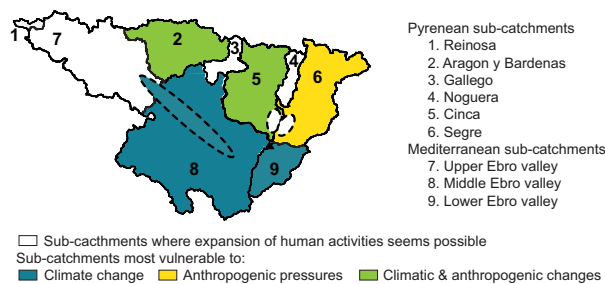 1
7
2
3
4
5
6
8
9
Pyrenean sub-catchments
1. Reinosa
2. Aragon y Bardenas
3. Gallego
4. Noguera
5. Cinca
6. Segre
Mediterranean sub-catchments
7. Upper Ebro valley
8. Middle Ebro valley
9. Lower Ebro valley
Sub-cacthments where expansion of human activities seems possible
Sub-catchments most vulnerable to:
Climate change Anthropogenic pressures Climatic & anthropogenic changes